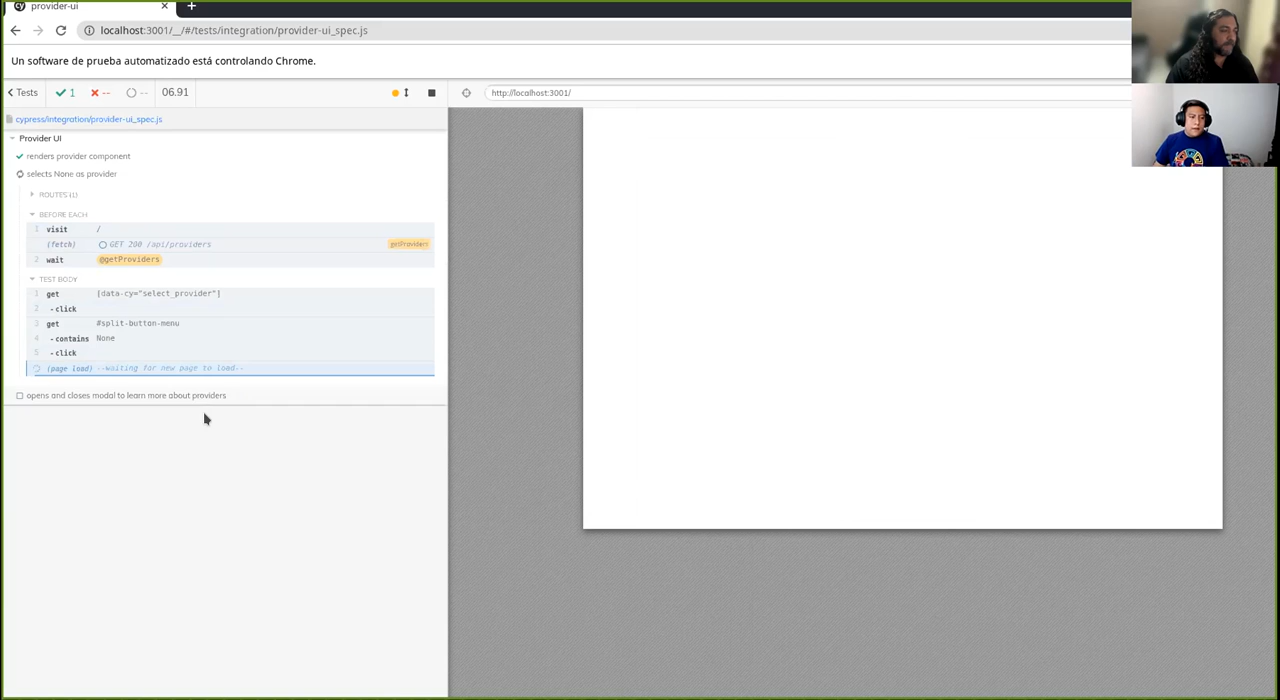 provider-ui
localhost:3001/__/#/tests/integration/provider-ui_spec.js
Un software de prueba automatizado está controlando Chrome.
Tests 1 -- -- 06.91
http://localhost:3001/
cypress/integration/provider-ui_spec.js
Provider UI
renders provider component
selects None as provider
ROUTES (1)
BEFORE EACH
1 visit /
(fetch) GET 200 /api/providers getProviders
2 wait @getProviders
TEST BODY
1 get [data-cy="select_provider"]
2 -click
3 get #split-button-menu
4 -contains None
5 -click
(page load) --waiting for new page to load--
opens and closes modal to learn more about providers